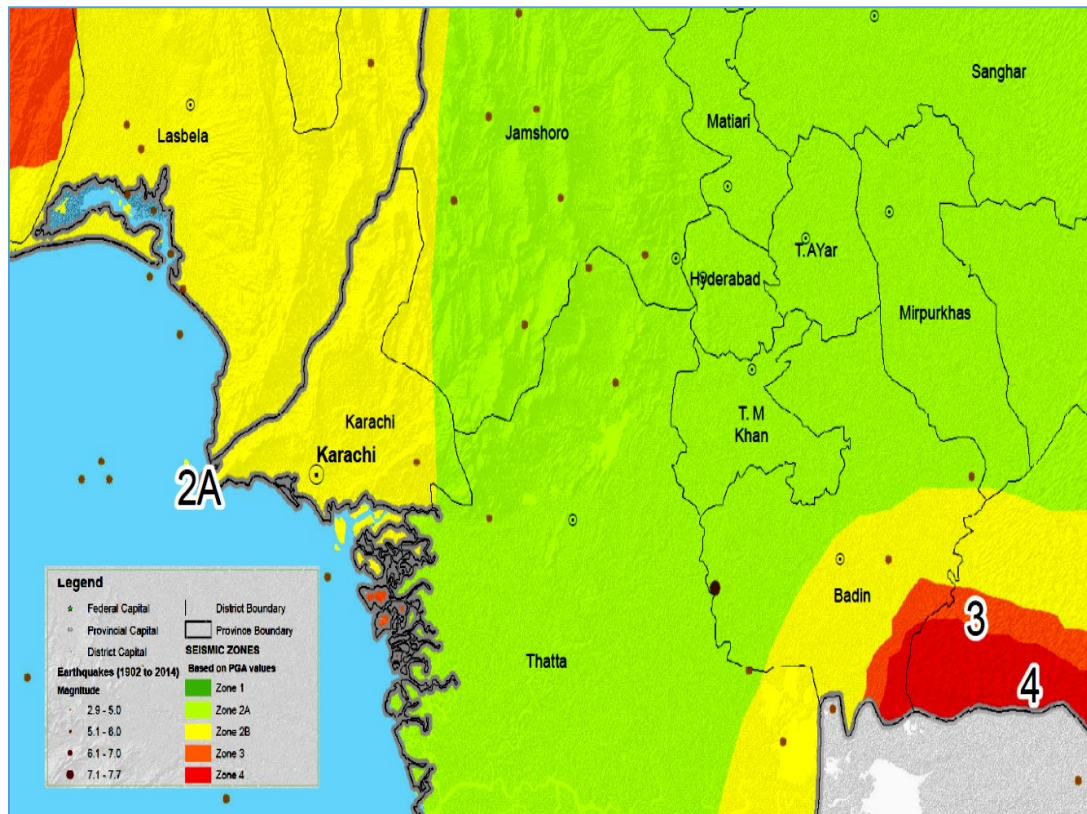 Sanghar
Matiari
Lasbela
Jamshoro
T.AYar
Hyderabad
Mirpurkhas
T. M
Khan
Karachi
Karachi
2A
Badin
3
Thatta
4
Legend
Federal Capital
Provincial Capital
District Capital
Earthquakes (1902 to 2014)
Magnitude
2.9 - 5.0
5.1 - 6.0
6.1 - 7.0
7.1 - 7.7
District Boundary
Province Boundary
SEISMIC ZONES
Based on PGA values
Zone 1
Zone 2A
Zone 2B
Zone 3
Zone 4